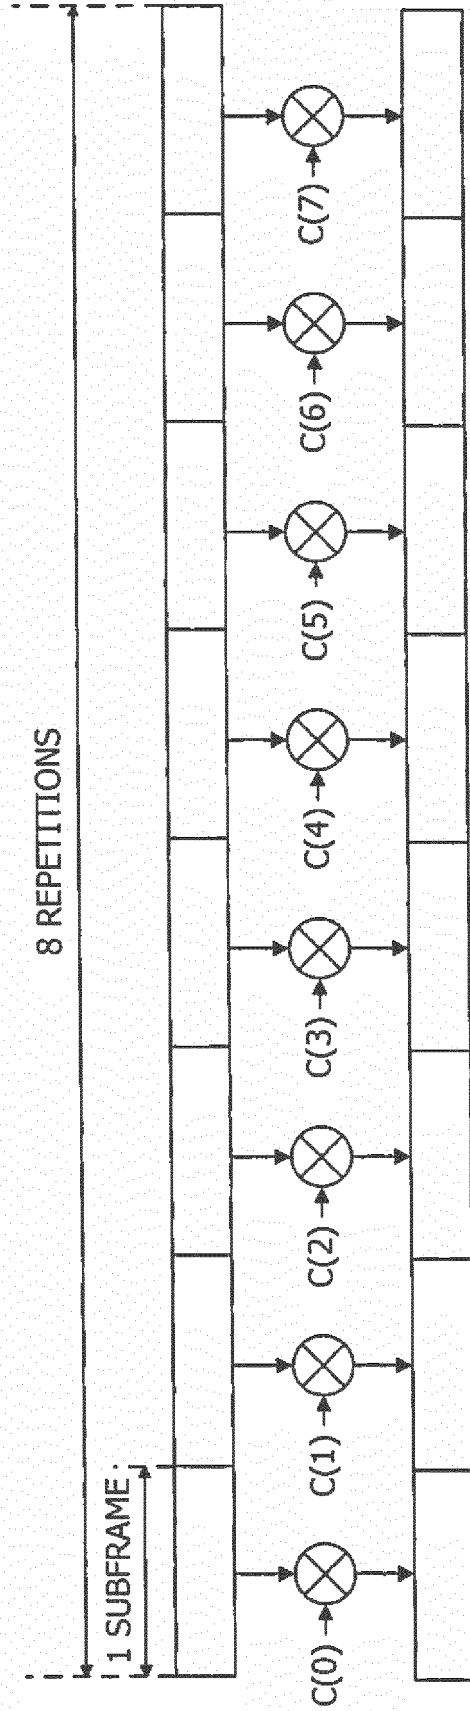 8 REPETITIONS
1 SUBFRAME
C(0)
C(1)
C(2)
C(3)
C(4)
C(5)
C(6)
C(7)